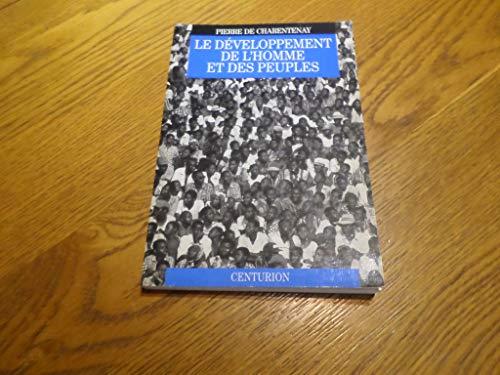 PIERRE DE CHARENTENAY
LE DÉVELOPPEMENT
DE L'HOMME
ET DES PEUPLES
CENTURION